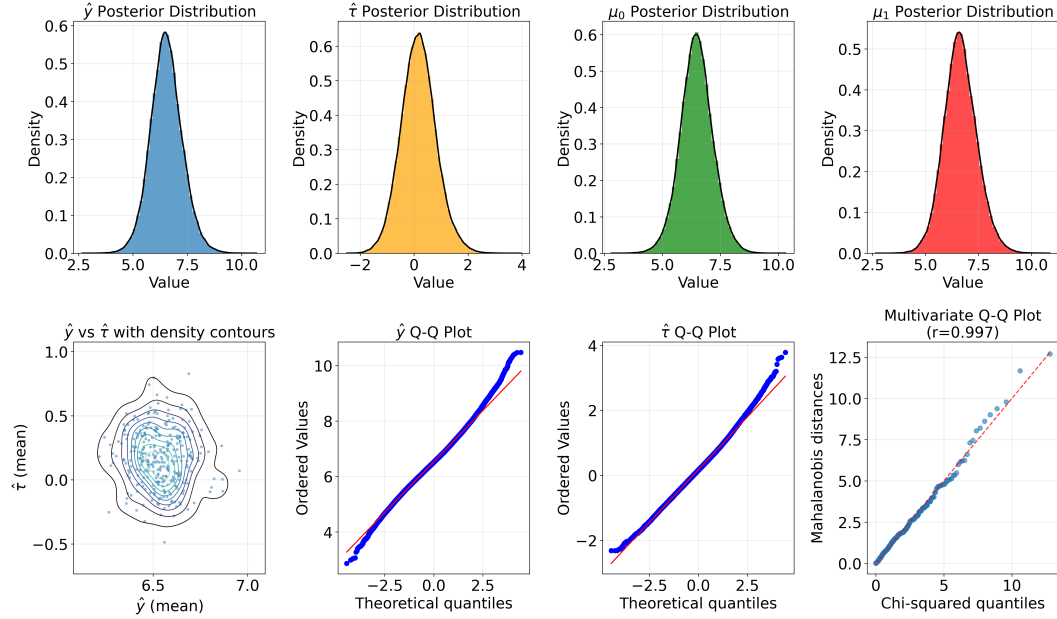 ŷ Posterior Distribution
0.6
0.5
0.4
0.3
0.2
0.1
0.0
Density
2.5 5.0 7.5 10.0
Value
τ̂ Posterior Distribution
0.6
0.5
0.4
0.3
0.2
0.1
0.0
Density
−2 0 2 4
Value
μ₀ Posterior Distribution
0.6
0.5
0.4
0.3
0.2
0.1
0.0
Density
2.5 5.0 7.5 10.0
Value
μ₁ Posterior Distribution
0.5
0.4
0.3
0.2
0.1
0.0
Density
2.5 5.0 7.5 10.0
Value
ŷ vs τ̂ with density contours
1.0
0.5
0.0
−0.5
τ̂ (mean)
6.5 7.0
ŷ (mean)
ŷ Q-Q Plot
10
8
6
4
Ordered Values
−2.5 0.0 2.5
Theoretical quantiles
τ̂ Q-Q Plot
4
2
0
−2
Ordered Values
−2.5 0.0 2.5
Theoretical quantiles
Multivariate Q-Q Plot
(r=0.997)
12.5
10.0
7.5
5.0
2.5
0.0
Mahalanobis distances
0 5 10
Chi-squared quantiles